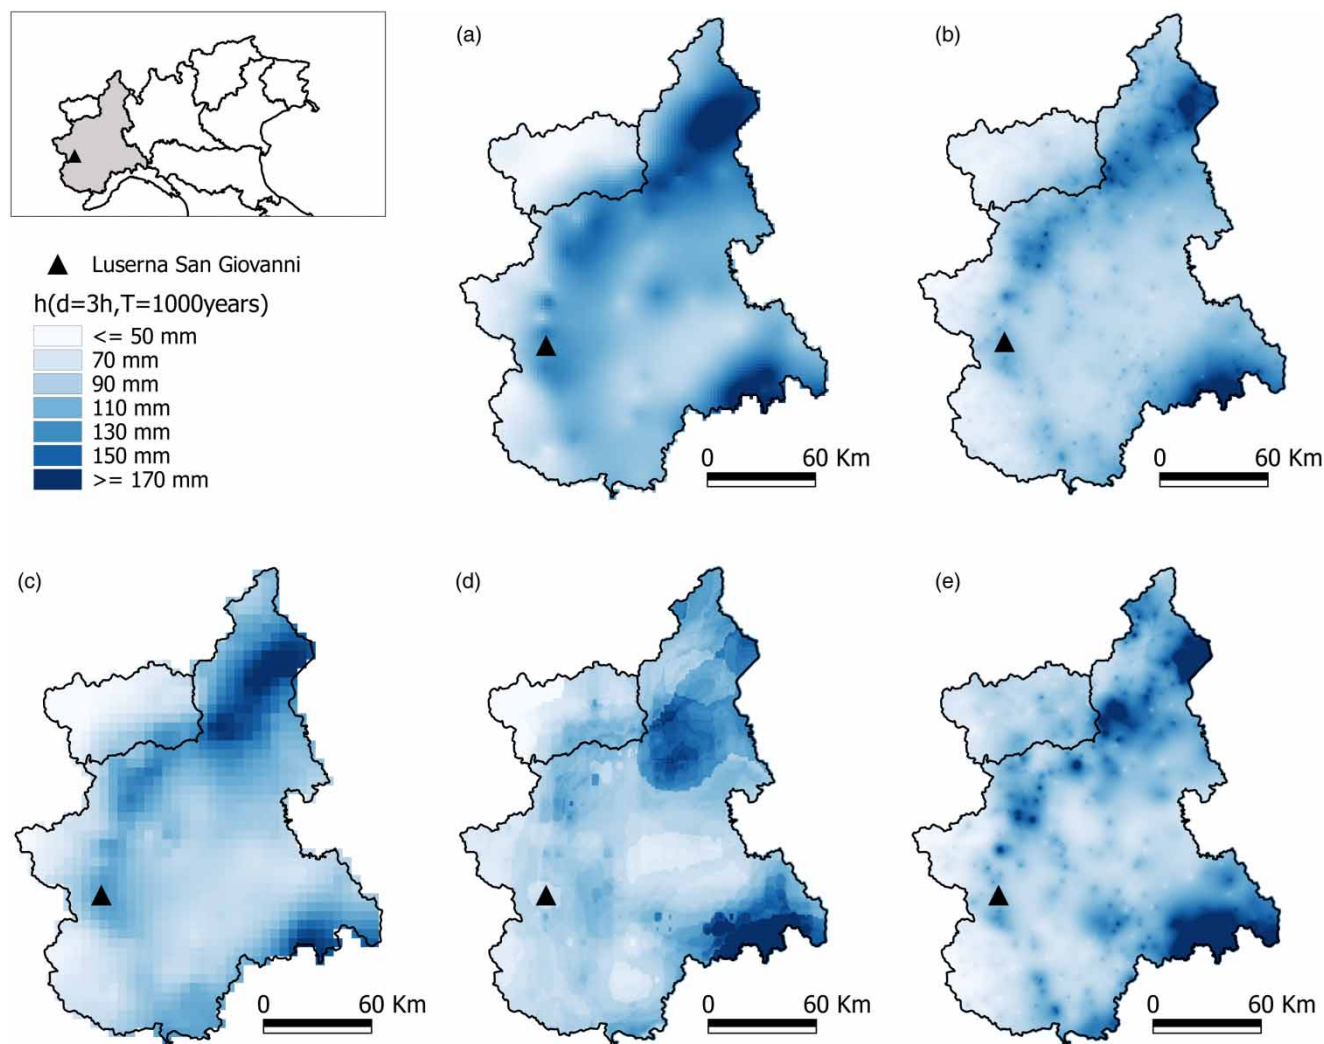 (a)
(b)
Luserna San Giovanni
h(d=3h,T=1000years)
<= 50 mm
70 mm
90 mm
110 mm
130 mm
150 mm
>= 170 mm
0 60 Km
0 60 Km
(c)
(d)
(e)
0 60 Km
0 60 Km
0 60 Km